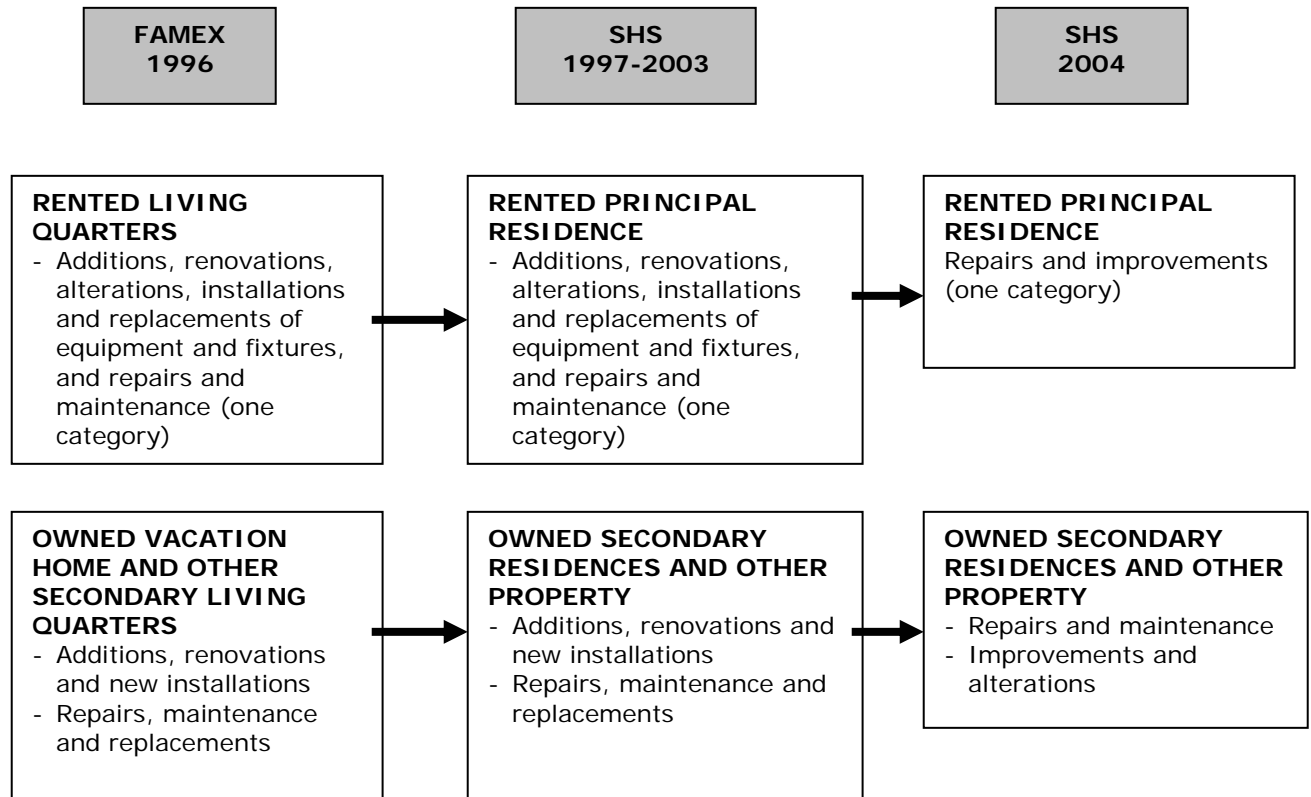 FAMEX
1996
SHS
1997-2003
SHS
2004
RENTED LIVING
QUARTERS
- Additions, renovations,
alterations, installations
and replacements of
equipment and fixtures,
and repairs and
maintenance (one
category)
RENTED PRINCIPAL
RESIDENCE
- Additions, renovations,
alterations, installations
and replacements of
equipment and fixtures,
and repairs and
maintenance (one
category)
RENTED PRINCIPAL
RESIDENCE
Repairs and improvements
(one category)
OWNED VACATION
HOME AND OTHER
SECONDARY LIVING
QUARTERS
- Additions, renovations
and new installations
- Repairs, maintenance
and replacements
OWNED SECONDARY
RESIDENCES AND OTHER
PROPERTY
- Additions, renovations and
new installations
- Repairs, maintenance and
replacements
OWNED SECONDARY
RESIDENCES AND OTHER
PROPERTY
- Repairs and maintenance
- Improvements and
alterations